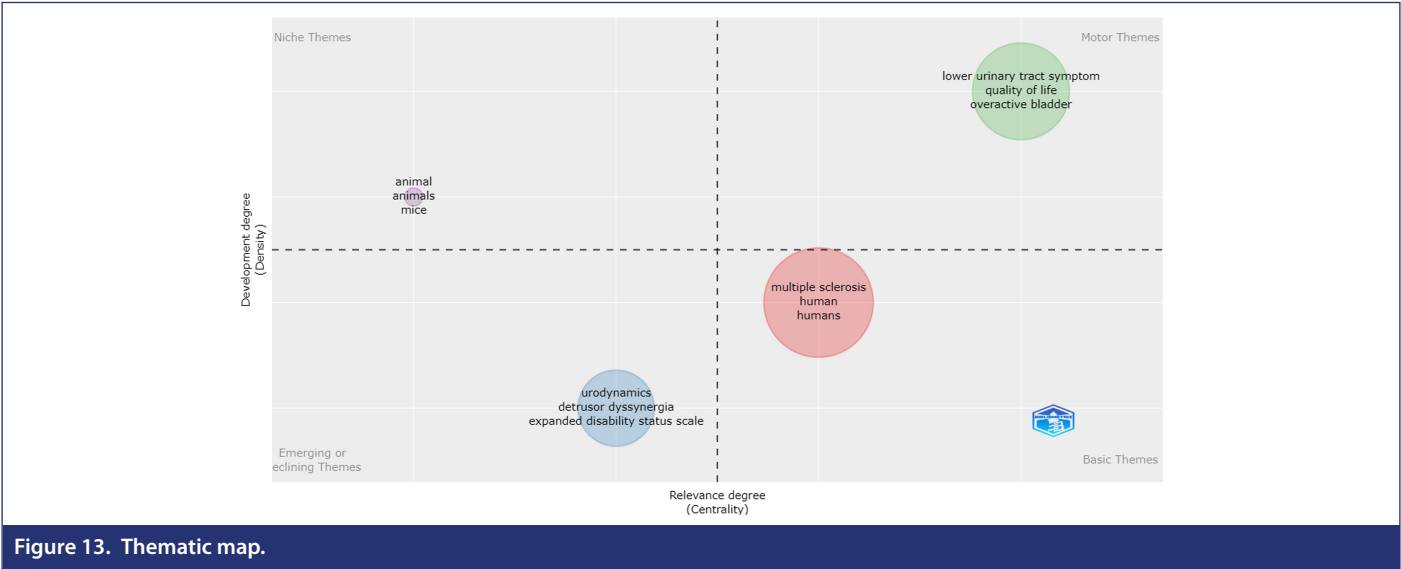 Niche Themes
Motor Themes
lower urinary tract symptom
quality of life
overactive bladder
animal
animals
mice
Development degree
(Density)
multiple sclerosis
human
humans
urodynamics
detrusor dyssynergia
expanded disability status scale
Emerging or
eclining Themes
Basic Themes
Relevance degree
(Centrality)
Figure 13. Thematic map.